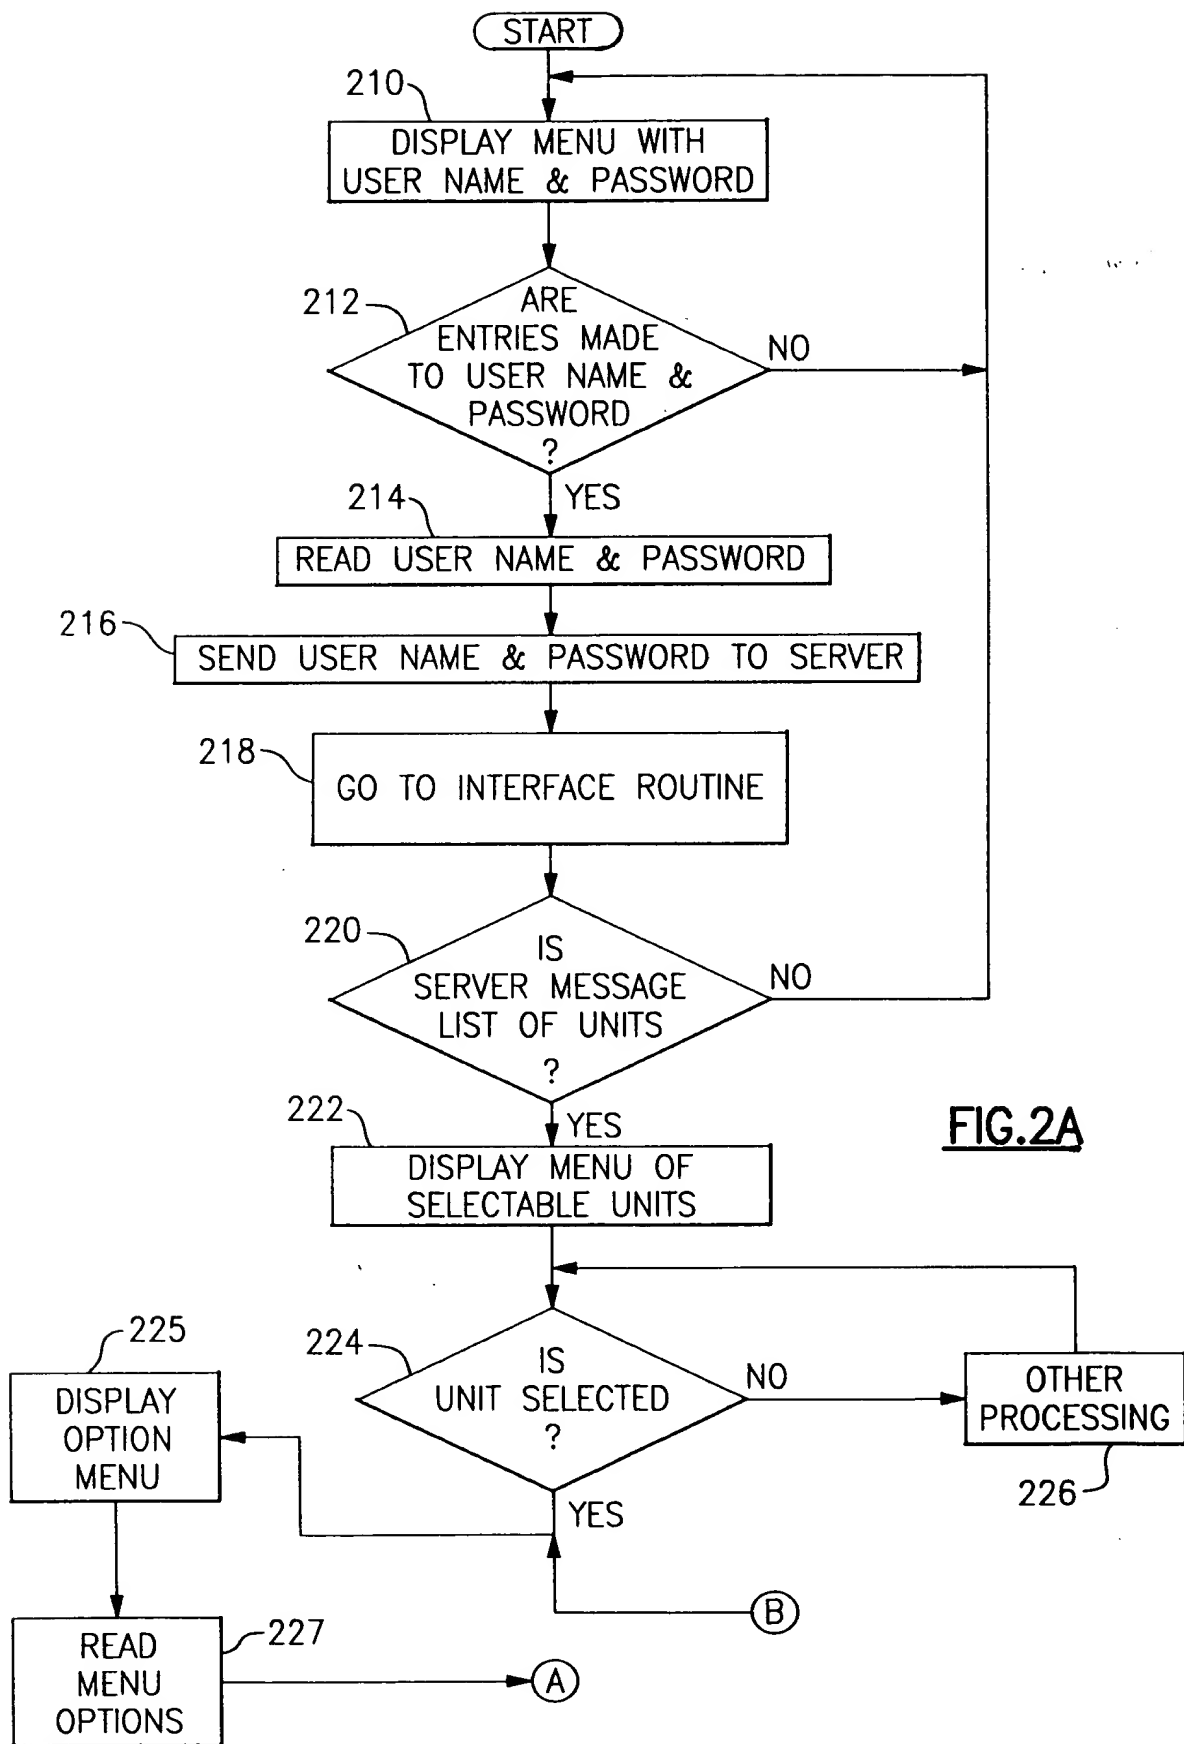 START
210
DISPLAY MENU WITH
USER NAME & PASSWORD
212
ARE
ENTRIES MADE
TO USER NAME &
PASSWORD
?
NO
YES
214
READ USER NAME & PASSWORD
216
SEND USER NAME & PASSWORD TO SERVER
218
GO TO INTERFACE ROUTINE
220
IS
SERVER MESSAGE
LIST OF UNITS
?
NO
YES
222
DISPLAY MENU OF
SELECTABLE UNITS
FIG.2A
224
IS
UNIT SELECTED
?
NO
YES
OTHER
PROCESSING
226
225
DISPLAY
OPTION
MENU
B
227
READ
MENU
OPTIONS
A